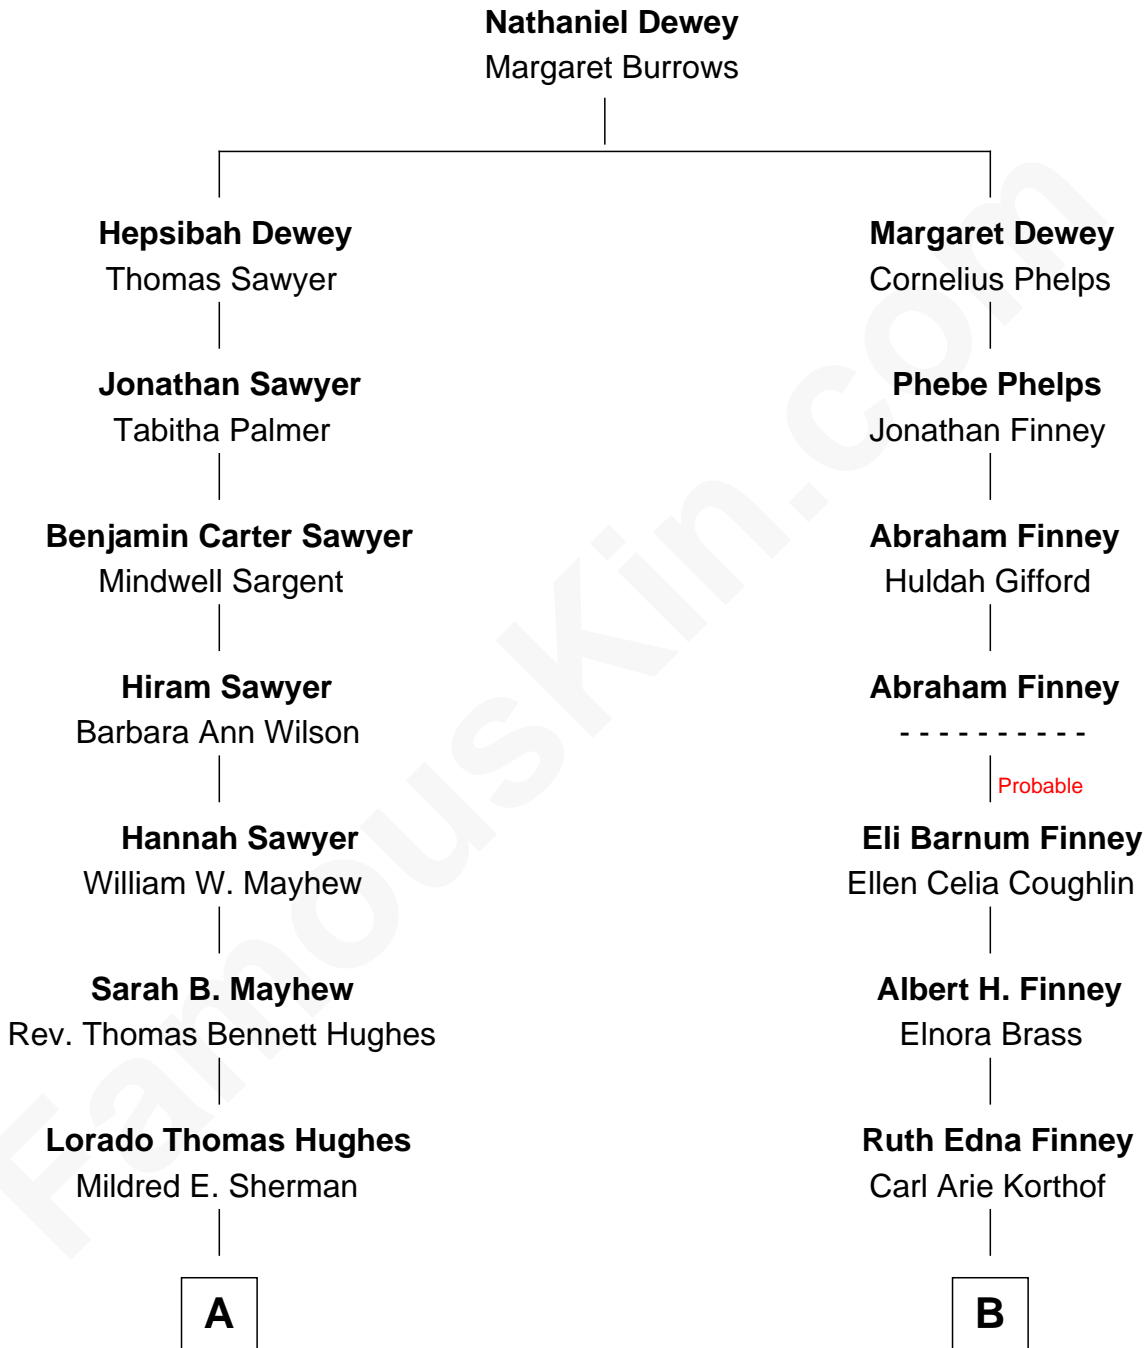 Nathaniel Dewey
Margaret Burrows
Hepsibah Dewey
Thomas Sawyer
Margaret Dewey
Cornelius Phelps
Jonathan Sawyer
Tabitha Palmer
Phebe Phelps
Jonathan Finney
Benjamin Carter Sawyer
Mindwell Sargent
Abraham Finney
Huldah Gifford
Hiram Sawyer
Barbara Ann Wilson
Abraham Finney
- - - - - - - - - -
Probable
Hannah Sawyer
William W. Mayhew
Eli Barnum Finney
Ellen Celia Coughlin
Sarah B. Mayhew
Rev. Thomas Bennett Hughes
Albert H. Finney
Elnora Brass
Lorado Thomas Hughes
Mildred E. Sherman
Ruth Edna Finney
Carl Arie Korthof
A
B
FamousKin.com